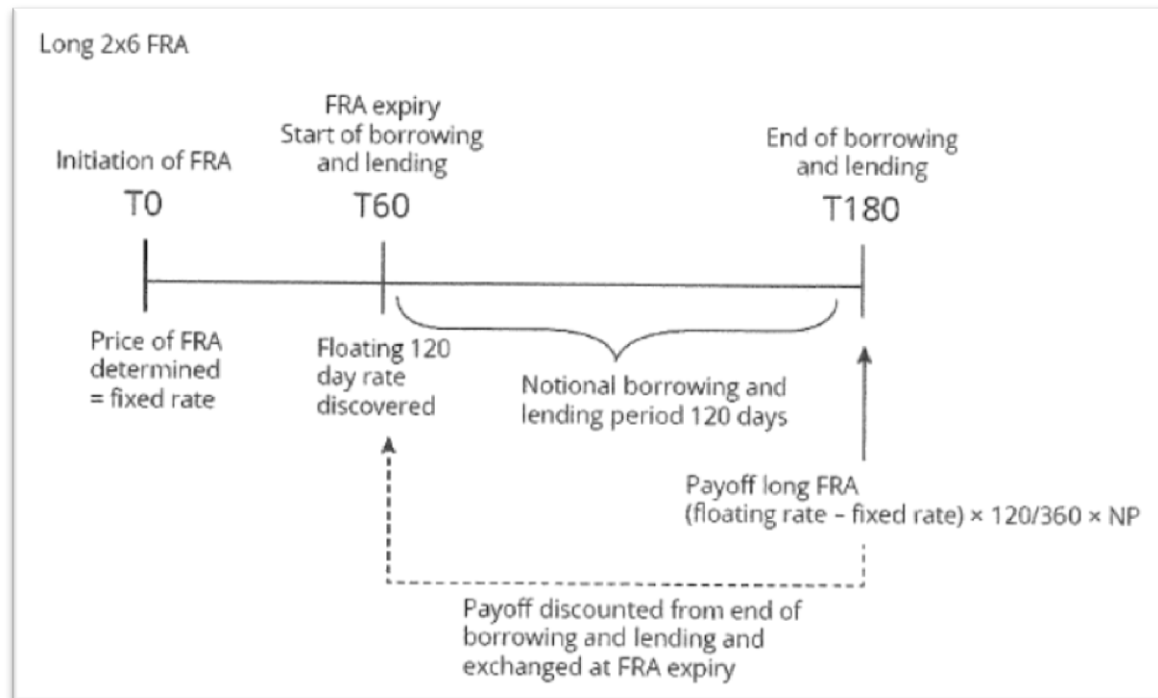 Long 2x6 FRA
Initiation of FRA
T0
FRA expiry
Start of borrowing
and lending
T60
End of borrowing
and lending
T180
Price of FRA
determined
= fixed rate
Floating 120
day rate
discovered
Notional borrowing and
lending period 120 days
Payoff long FRA
(floating rate – fixed rate) × 120/360 × NP
Payoff discounted from end of
borrowing and lending and
exchanged at FRA expiry